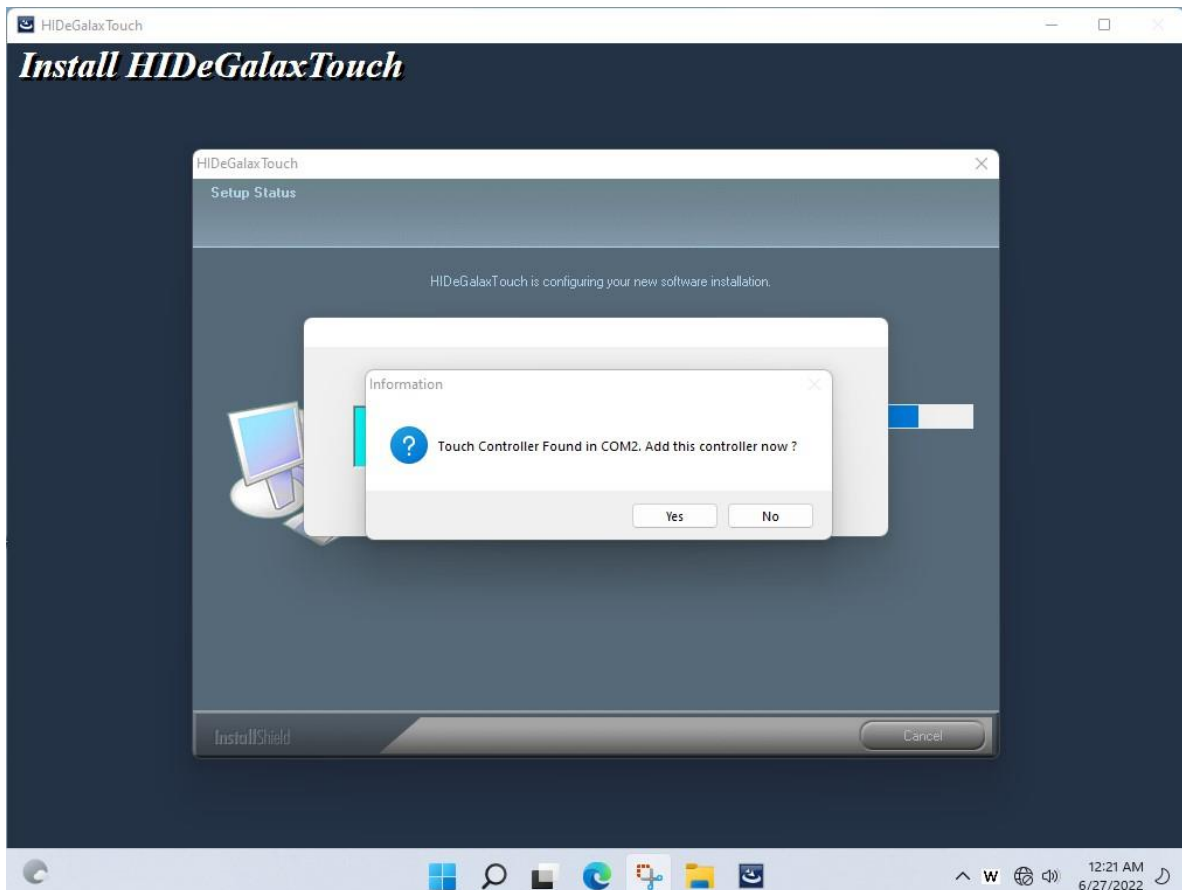 HIDeGalaxTouch
Install HIDeGalaxTouch
HIDeGalaxTouch
Setup Status
HIDeGalaxTouch is configuring your new software installation.
Information
?
Touch Controller Found in COM2. Add this controller now ?
Yes
No
InstallShield
Cancel
W
12:21 AM
6/27/2022